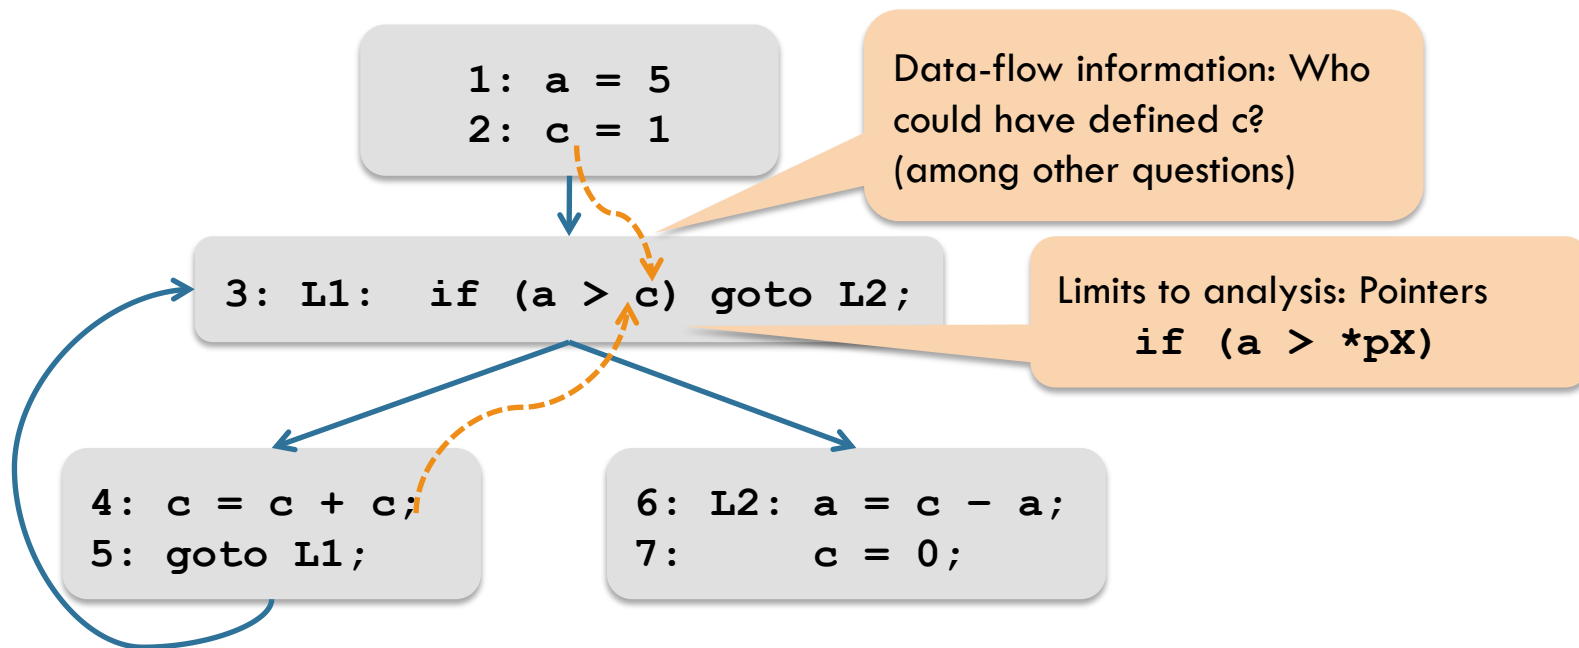 1: a = 5
2: c = 1
Data-flow information: Who
could have defined c?
(among other questions)
3: L1:  if (a > c) goto L2;
Limits to analysis: Pointers
if (a > *pX)
4: c = c + c;
5: goto L1;
6: L2: a = c – a;
7:     c = 0;